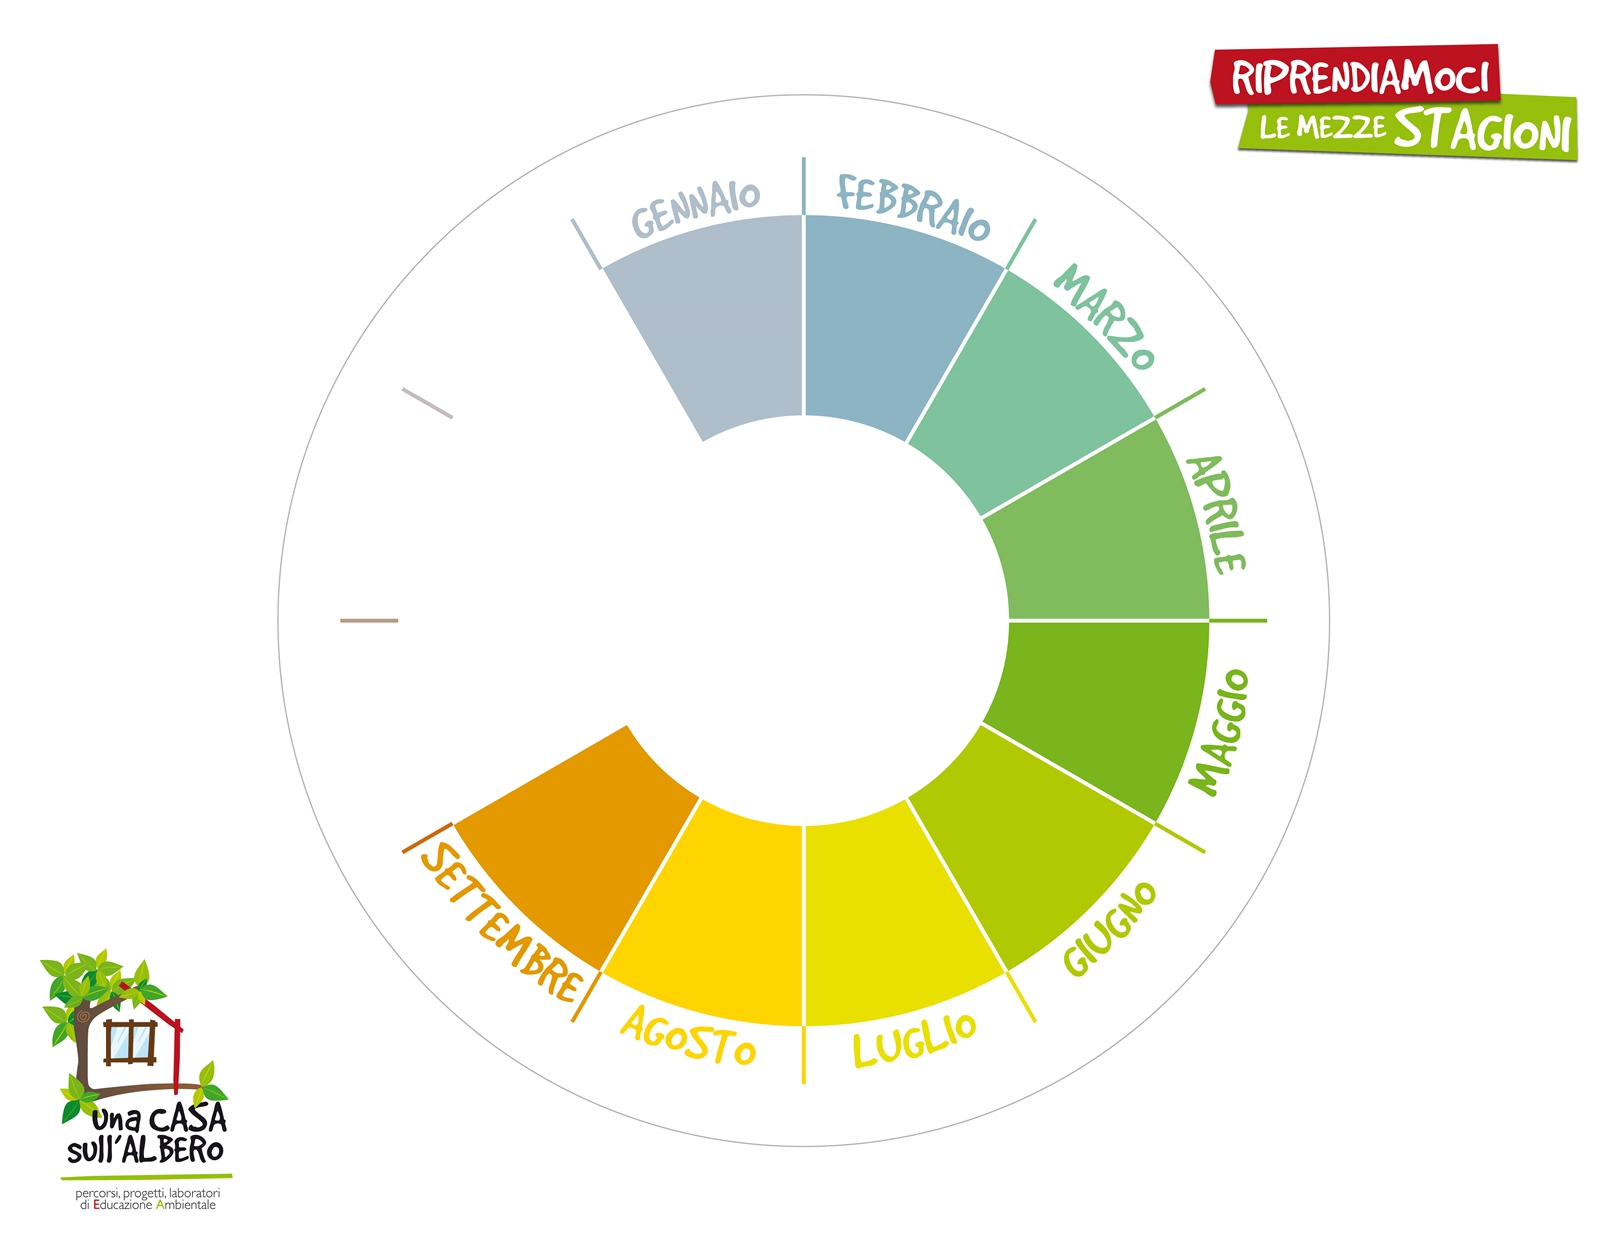 RIPRENDIAMOCI
LE MEZZE STAGIONI
GENNAIO
FEBBRAIO
MARZO
APRILE
MAGGIO
GIUGNO
LUGLIO
AGOSTO
SETTEMBRE
una CASA
sull'ALBERO
percorsi, progetti, laboratori
di Educazione Ambientale